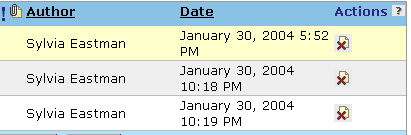 ! Author Date Actions ?
Sylvia Eastman January 30, 2004 5:52
PM
Sylvia Eastman January 30, 2004
10:18 PM
Sylvia Eastman January 30, 2004
10:19 PM